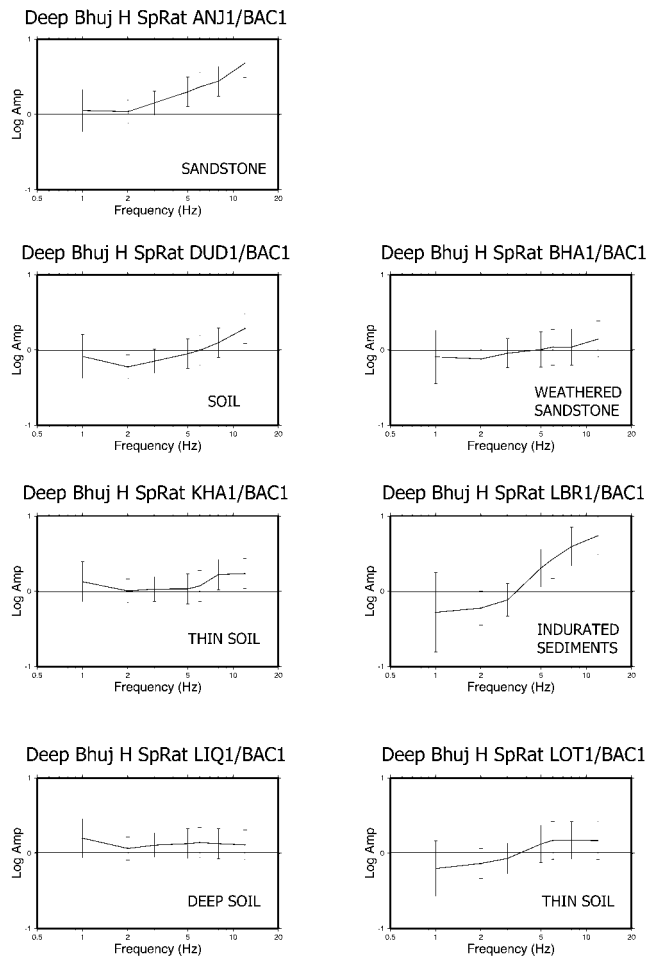 Deep Bhuj H SpRat ANJ1/BAC1
1
Log Amp
0
SANDSTONE
-1
0.5 1 2 5 10 20
Frequency (Hz)
Deep Bhuj H SpRat DUD1/BAC1
1
Log Amp
0
SOIL
-1
0.5 1 2 5 10 20
Frequency (Hz)
Deep Bhuj H SpRat BHA1/BAC1
1
Log Amp
0
WEATHERED
SANDSTONE
-1
0.5 1 2 5 10 20
Frequency (Hz)
Deep Bhuj H SpRat KHA1/BAC1
1
Log Amp
0
THIN SOIL
-1
0.5 1 2 5 10 20
Frequency (Hz)
Deep Bhuj H SpRat LBR1/BAC1
1
Log Amp
0
INDURATED
SEDIMENTS
-1
0.5 1 2 5 10 20
Frequency (Hz)
Deep Bhuj H SpRat LIQ1/BAC1
1
Log Amp
0
DEEP SOIL
-1
0.5 1 2 5 10 20
Frequency (Hz)
Deep Bhuj H SpRat LOT1/BAC1
1
Log Amp
0
THIN SOIL
-1
0.5 1 2 5 10 20
Frequency (Hz)